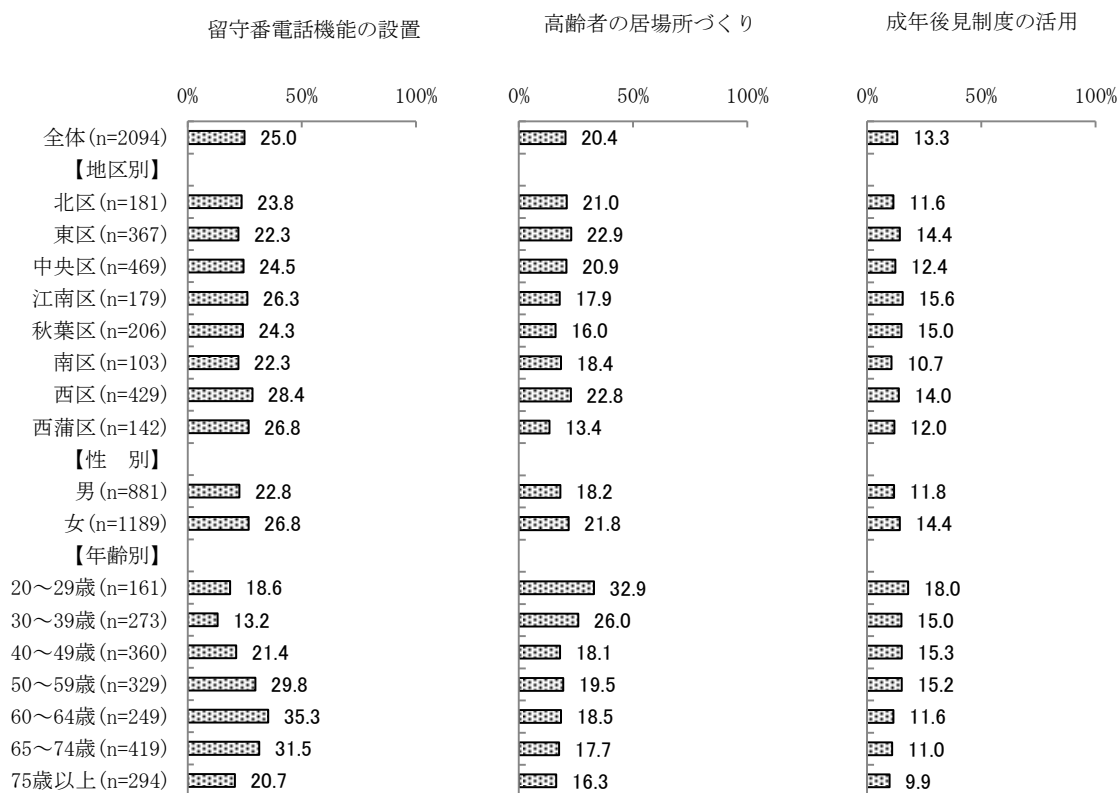 留守番電話機能の設置 高齢者の居場所づくり 成年後見制度の活用
0% 50% 100% 0% 50% 100% 0% 50% 100%
全体(n=2094) 25.0 20.4 13.3
【地区別】
北区(n=181) 23.8 21.0 11.6
東区(n=367) 22.3 22.9 14.4
中央区(n=469) 24.5 20.9 12.4
江南区(n=179) 26.3 17.9 15.6
秋葉区(n=206) 24.3 16.0 15.0
南区(n=103) 22.3 18.4 10.7
西区(n=429) 28.4 22.8 14.0
西蒲区(n=142) 26.8 13.4 12.0
【性　別】
男(n=881) 22.8 18.2 11.8
女(n=1189) 26.8 21.8 14.4
【年齢別】
20～29歳(n=161) 18.6 32.9 18.0
30～39歳(n=273) 13.2 26.0 15.0
40～49歳(n=360) 21.4 18.1 15.3
50～59歳(n=329) 29.8 19.5 15.2
60～64歳(n=249) 35.3 18.5 11.6
65～74歳(n=419) 31.5 17.7 11.0
75歳以上(n=294) 20.7 16.3 9.9